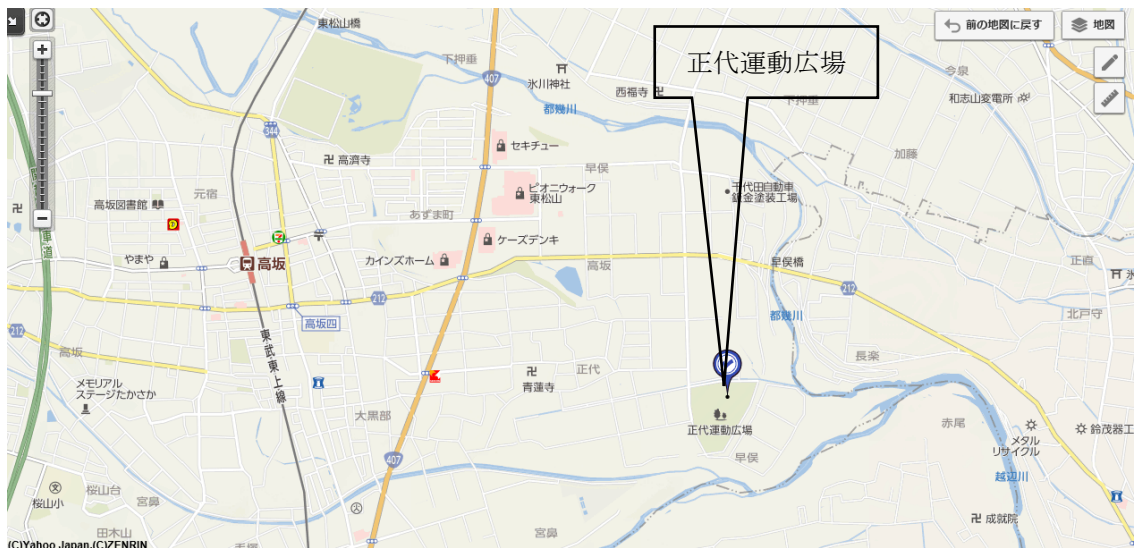 東松山橋
前の地図に戻す
地図
正代運動広場
下押垂
407
氷川神社
西福寺
下押垂
今泉
和志山変電所
都幾川
344
セキチュー
高済寺
早俣
加藤
元宿
ピオニウォーク
東松山
千代田自動車
鈑金塗装工場
高坂図書館
あずま町
ケーズデンキ
やまや
高坂
カインズホーム
高坂
早俣橋
正直
212
212
212
北戸守
高坂四
都幾川
高坂
東武東上線
長楽
メモリアル
ステージたかさか
青蓮寺
正代
大黒部
正代運動広場
赤尾
メタル
リサイクル
鈴茂器工
407
早俣
越辺川
桜山台
桜山小
宮鼻
成就院
田木山
宮鼻
(C)Yahoo Japan,(C)ZENRIN